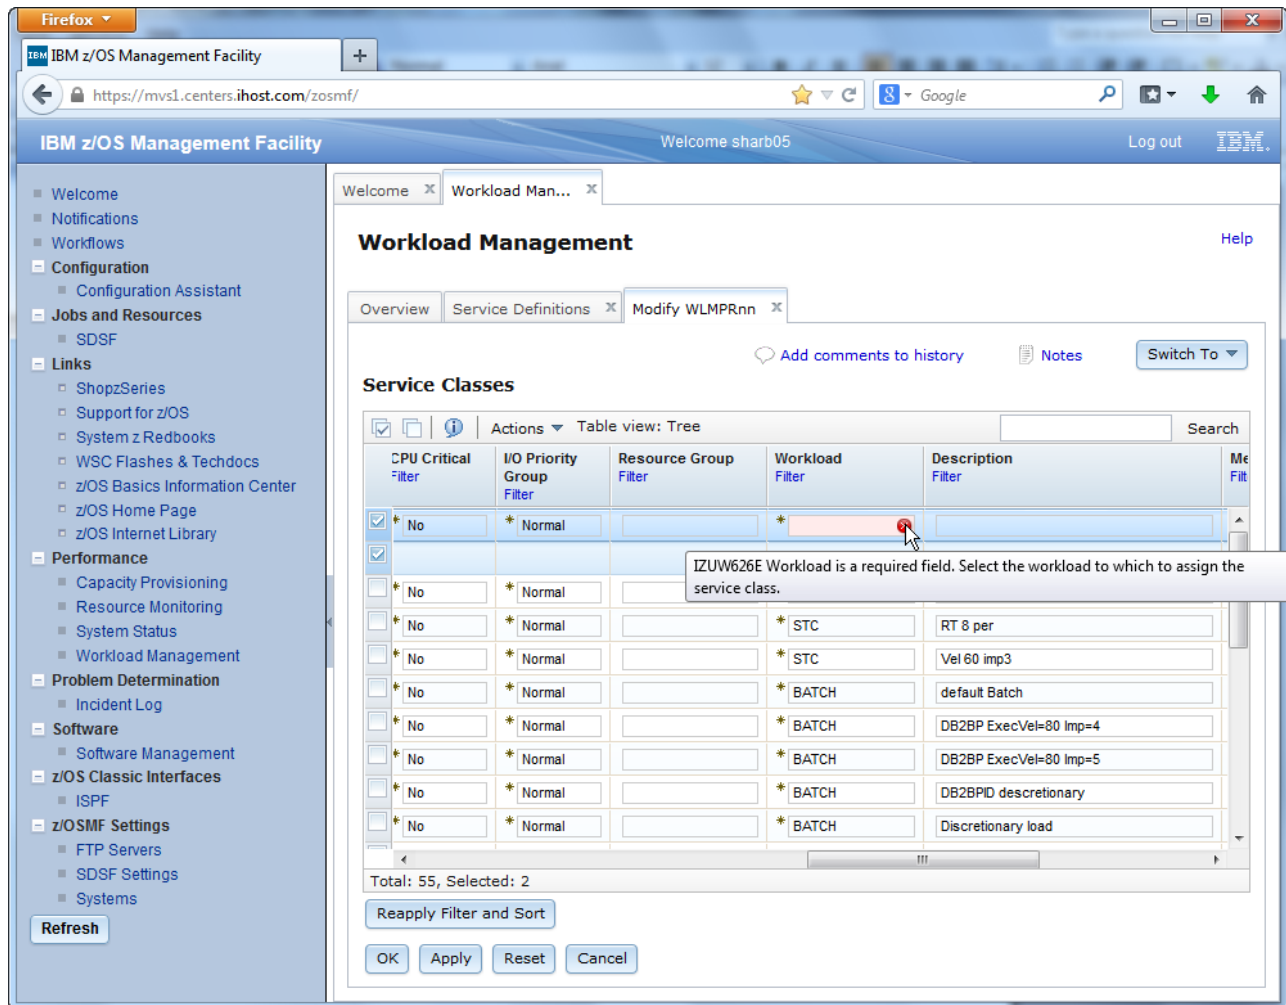 Firefox
IBM z/OS Management Facility
https://mvs1.centers.ihost.com/zosmf/
Google
IBM z/OS Management Facility
Welcome sharb05
Log out
IBM.
Welcome
Notifications
Workflows
Configuration
Configuration Assistant
Jobs and Resources
SDSF
Links
ShopzSeries
Support for z/OS
System z Redbooks
WSC Flashes & Techdocs
z/OS Basics Information Center
z/OS Home Page
z/OS Internet Library
Performance
Capacity Provisioning
Resource Monitoring
System Status
Workload Management
Problem Determination
Incident Log
Software
Software Management
z/OS Classic Interfaces
ISPF
z/OSMF Settings
FTP Servers
SDSF Settings
Systems
Refresh
Welcome x Workload Man... x
Workload Management
Help
Overview Service Definitions x Modify WLMPRnn x
Add comments to history Notes Switch To
Service Classes
Actions Table view: Tree Search
CPU Critical I/O Priority Group Resource Group Workload Description Me
Filter Filter Filter Filter Filter Filt
* No * Normal *
IZUW626E Workload is a required field. Select the workload to which to assign the
service class.
* No * Normal
* No * Normal * STC RT 8 per
* No * Normal * STC Vel 60 imp3
* No * Normal * BATCH default Batch
* No * Normal * BATCH DB2BP ExecVel=80 Imp=4
* No * Normal * BATCH DB2BP ExecVel=80 Imp=5
* No * Normal * BATCH DB2BPID descretionary
* No * Normal * BATCH Discretionary load
Total: 55, Selected: 2
Reapply Filter and Sort
OK Apply Reset Cancel